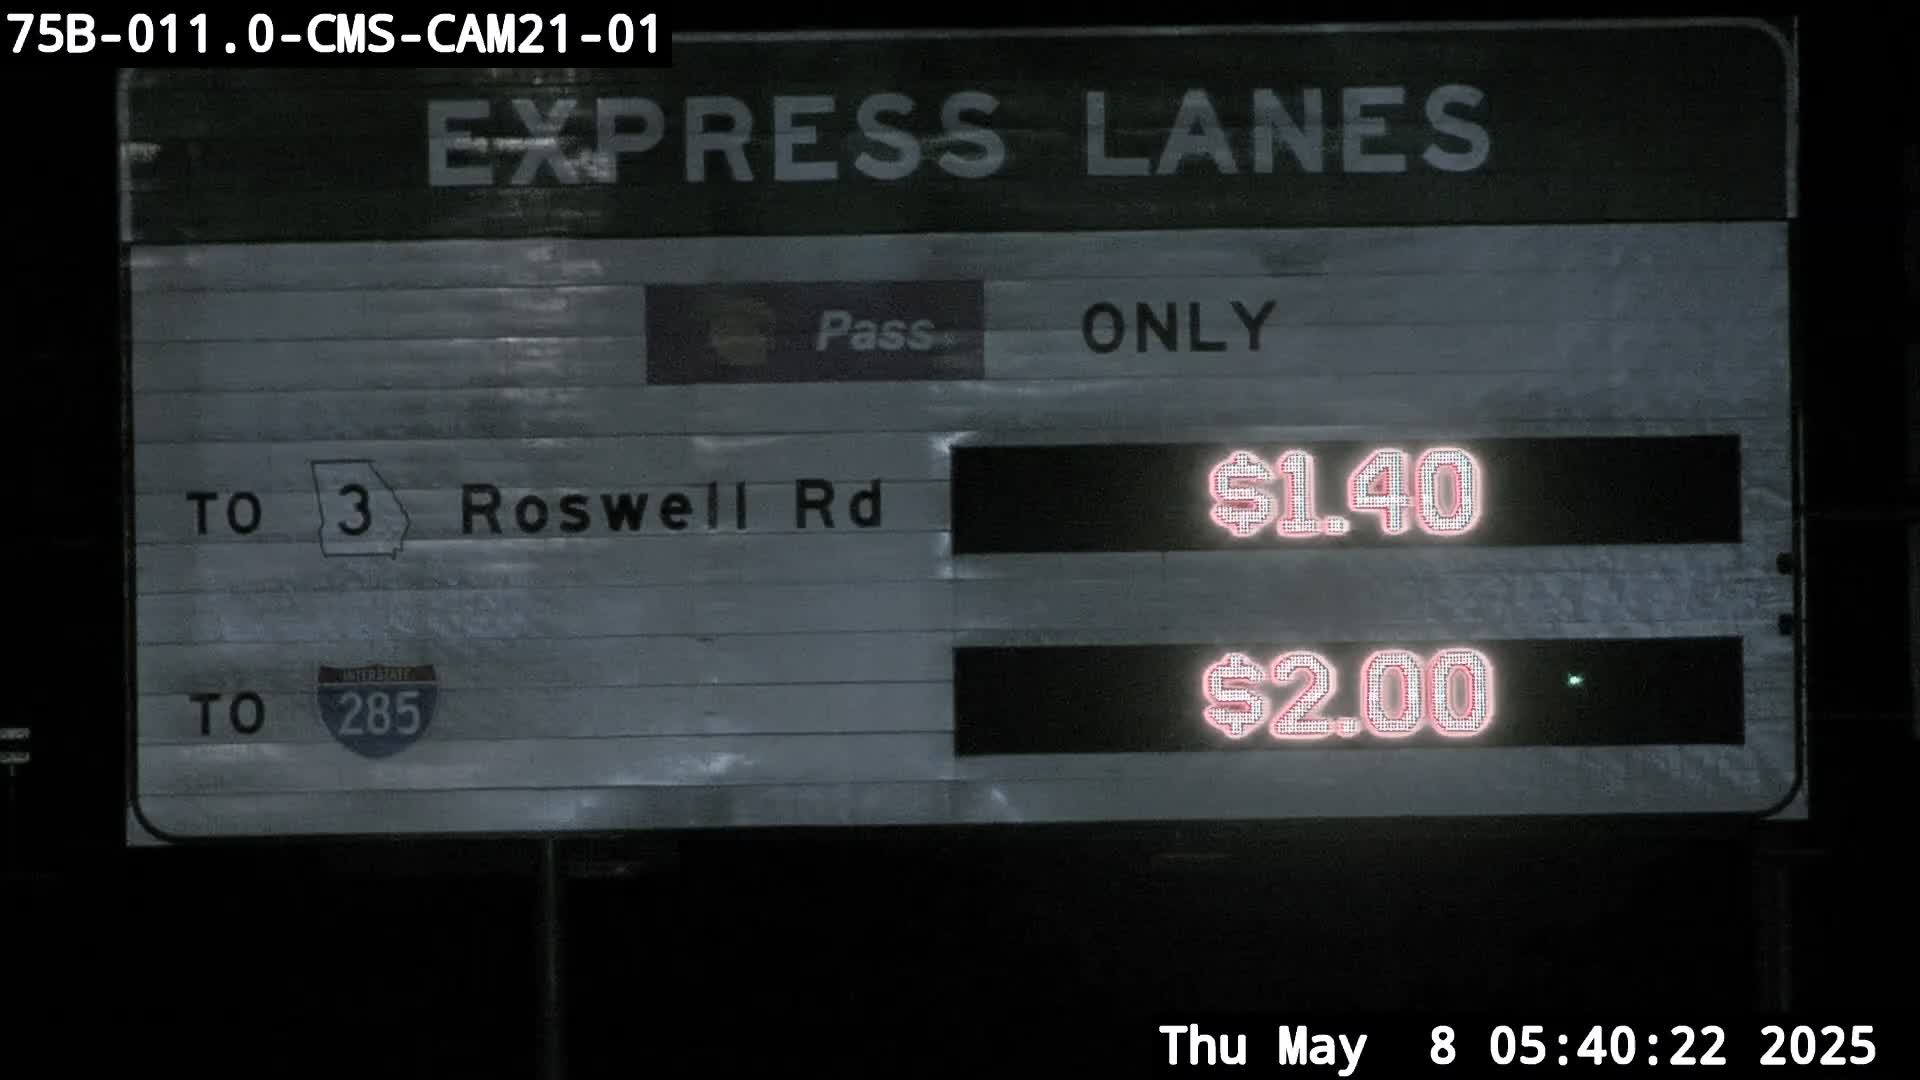 75B-011.0-CMS-CAM21-01
EXPRESS LANES
Pass ONLY
TO 3 Roswell Rd $1.40
INTERSTATE
TO 285 $2.00
Thu May 8 05:40:22 2025